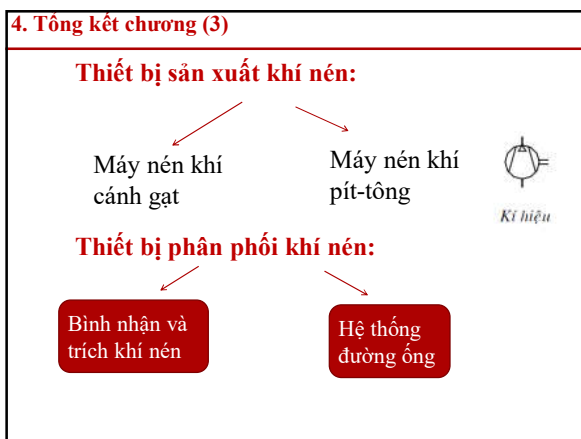 4. Tổng kết chương (3)
Thiết bị sản xuất khí nén:
Máy nén khí
cánh gạt
Máy nén khí
pít-tông
Kí hiệu
Thiết bị phân phối khí nén:
Bình nhận và
trích khí nén
Hệ thống
đường ống